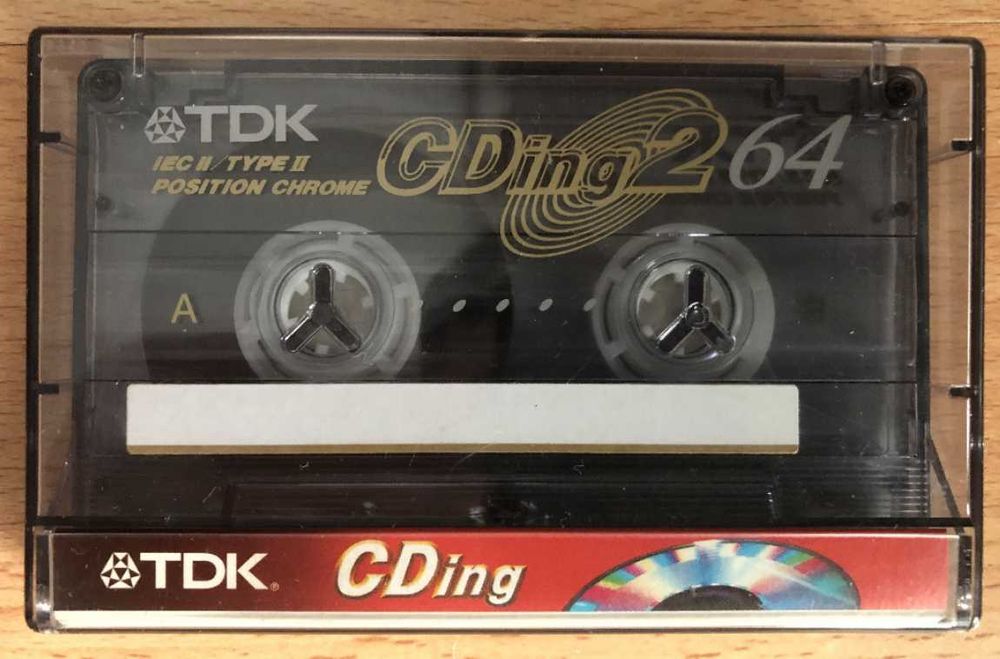 TDK
CDing2 64
IEC II/TYPE II
POSITION CHROME
A
TDK® CDing